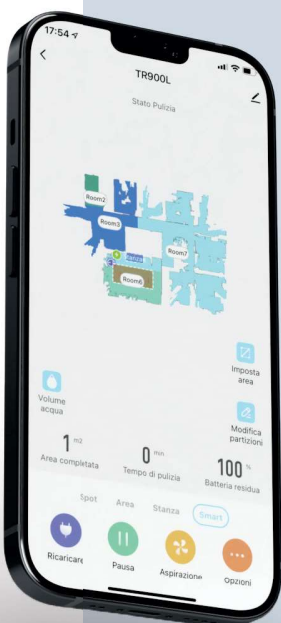 17:54
TR900L
Stato Pulizia
Room2
Room3
Room7
Room6
Imposta
area
Volume
acqua
Modifica
partizioni
1 m2
Area completata
0 min
Tempo di pulizia
100 %
Batteria residua
Spot Area Stanza Smart
Ricaricare
Pausa
Aspirazione
Opzioni